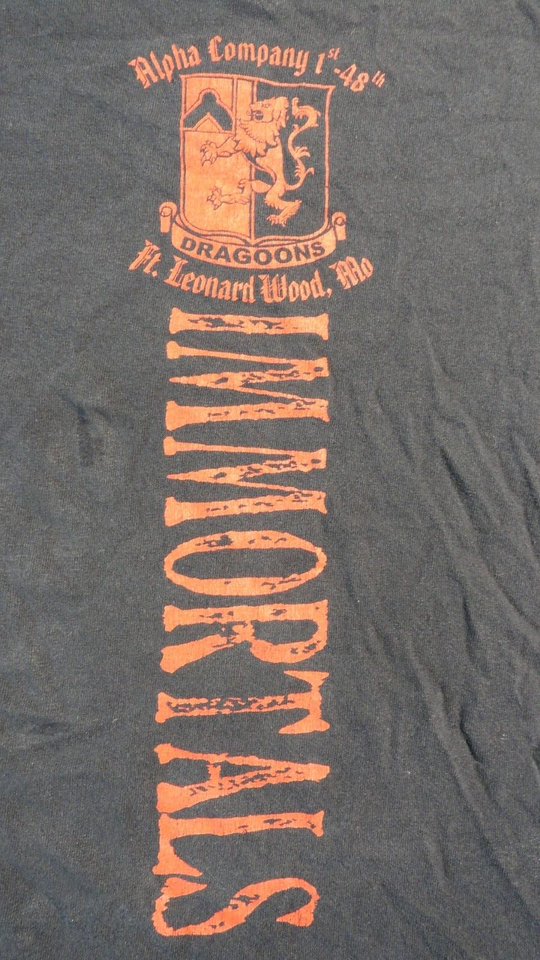 Alpha Company 1st-48th
DRAGOONS
Ft. Leonard Wood, Mo
IMMORTALS